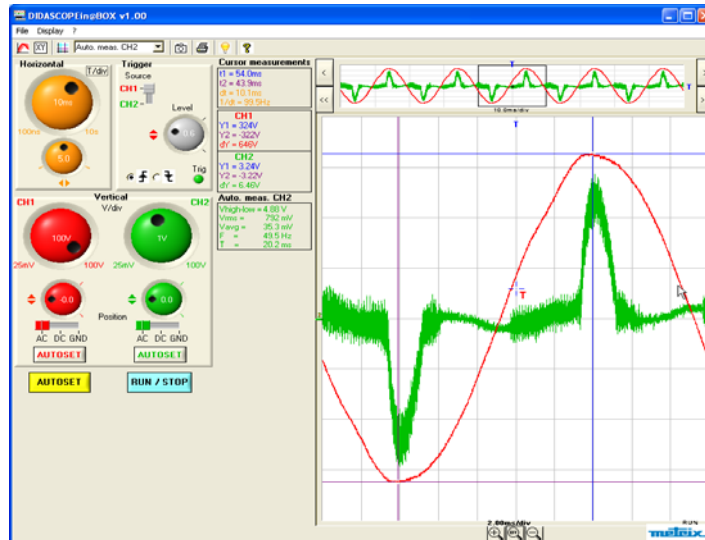 DIDASCOPEin@BOX v1.00
File Display ?
XY Auto. meas. CH2
Horizontal
T/div
10ms
100ns 10s
5.0
Trigger
Source
CH1
CH2
Level
0.6
Trig
Vertical
CH1 V/div CH2
100V 1V
25mV 100V 25mV 100V
-0.0 0.0
Position
AC DC GND AC DC GND
AUTOSET AUTOSET
AUTOSET RUN / STOP
Cursor measurements
t1 = 54.0ms
t2 = 43.9ms
dt = 10.1ms
1/dt = 99.5Hz
CH1
Y1 = 324V
Y2 = -322V
dY = 646V
CH2
Y1 = 3.24V
Y2 = -3.22V
dY = 6.46V
Auto. meas. CH2
Vhigh-low = 4.88 V
Vrms = 792 mV
Vavg = 35.3 mV
F = 49.5 Hz
T = 20.2 ms
< T >
<< T
10.0ms/div
T
T
2.00ms/div
RUN
metrix